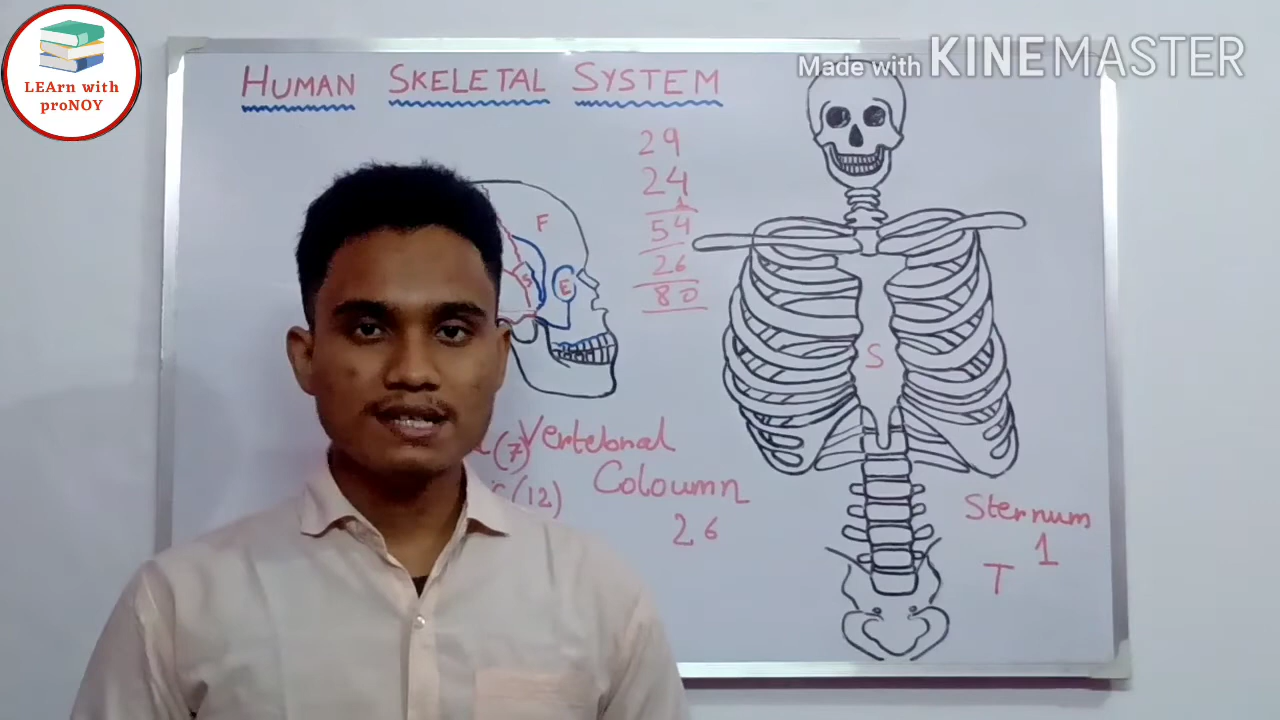 LEArn with
proNOY
Made with KINEMASTER
HUMAN SKELETAL SYSTEM
29
24
1
54
26
80
F
S
E
S
(7)
(12)
Vertebral
Coloumn
26
Sternum
1
T